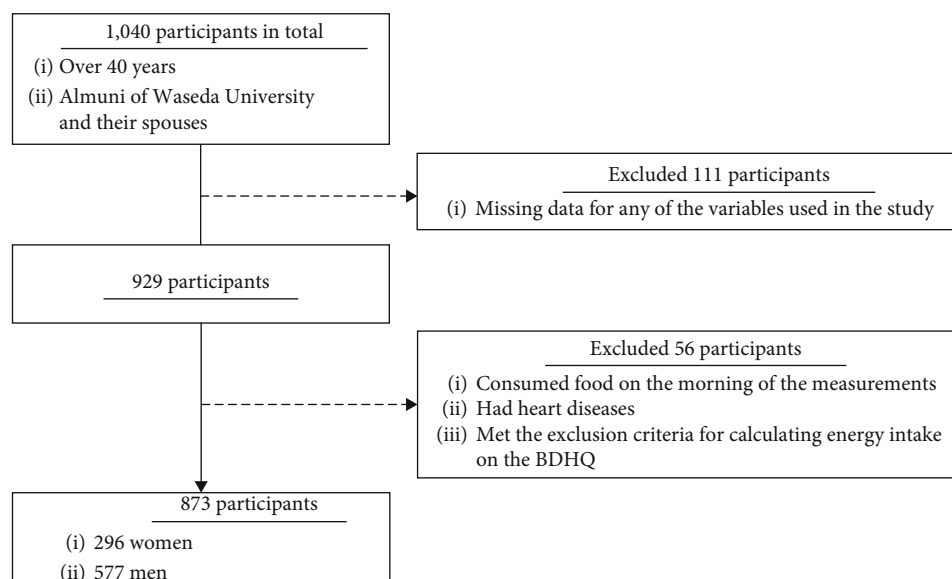 1,040 participants in total
(i) Over 40 years
(ii) Almuni of Waseda University
and their spouses
Excluded 111 participants
(i) Missing data for any of the variables used in the study
929 participants
Excluded 56 participants
(i) Consumed food on the morning of the measurements
(ii) Had heart diseases
(iii) Met the exclusion criteria for calculating energy intake
on the BDHQ
873 participants
(i) 296 women
(ii) 577 men